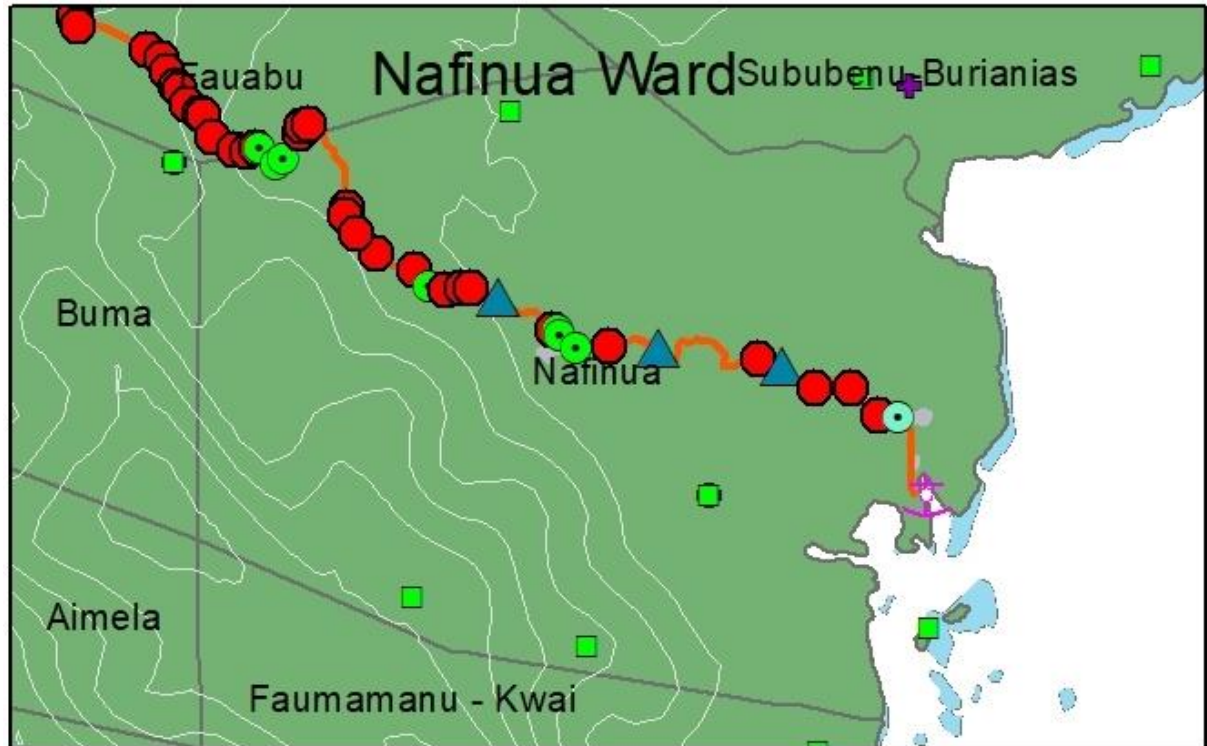 Nafinua Ward
Fauabu
Sububenu-Burianias
Buma
Nafinua
Aimela
Faumamanu - Kwai